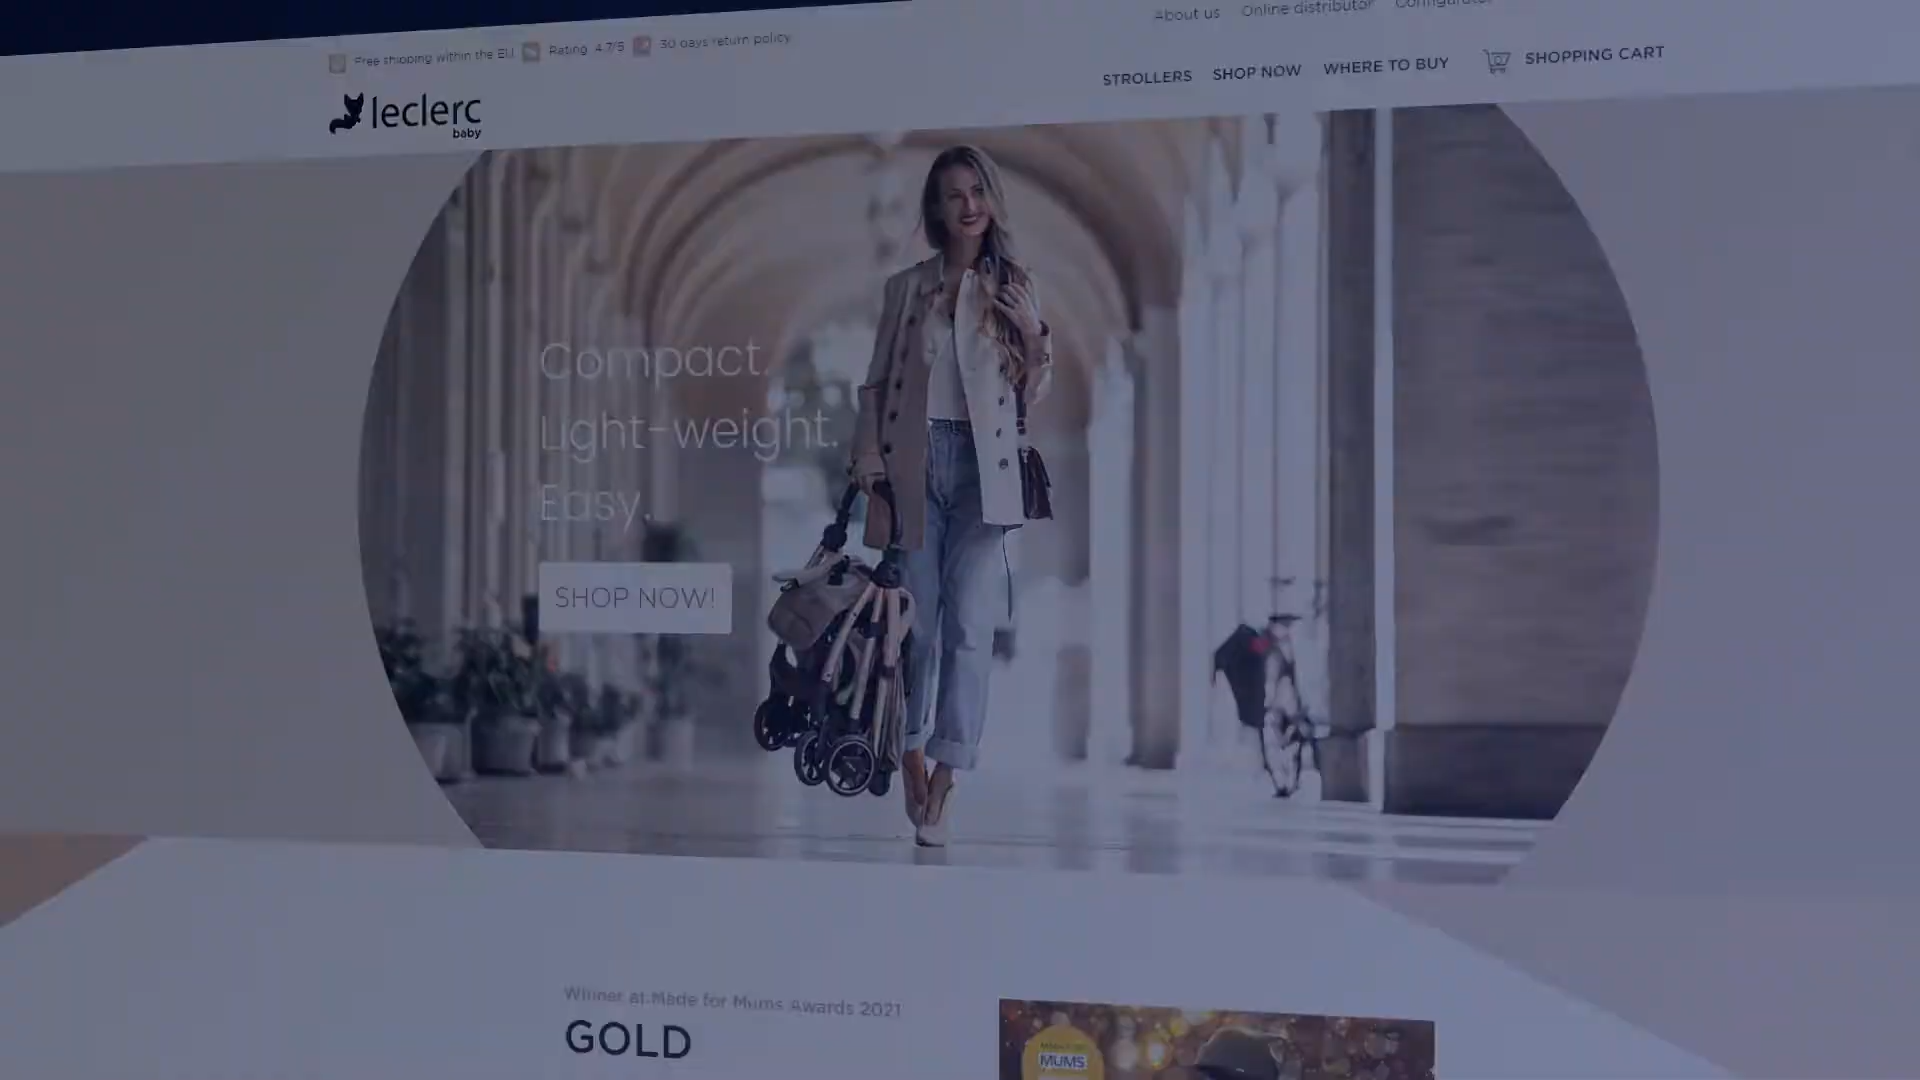 About us Online distributor Configurator
Free shipping within the EU Rating 4.7/5 30 days return policy
STROLLERS SHOP NOW WHERE TO BUY SHOPPING CART
leclerc
baby
Compact.
Light-weight.
Easy.
SHOP NOW!
Winner at Made for Mums Awards 2021
GOLD
MUMS